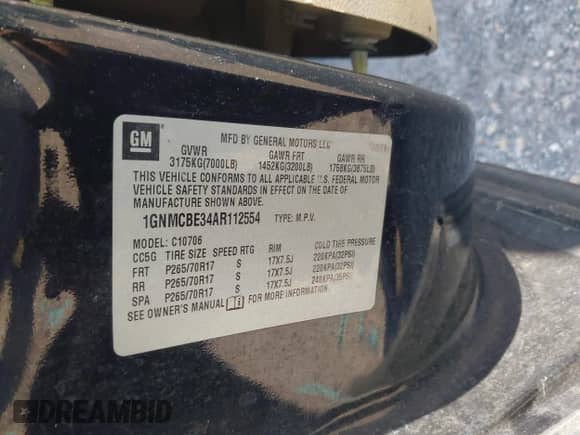 GM
MFD BY GENERAL MOTORS LLC
GVWR GAWR FRT GAWR RR
3175KG(7000LB) 1452KG(3200LB) 1758KG(3875LB)
THIS VEHICLE CONFORMS TO ALL APPLICABLE U.S. FEDERAL MOTOR
VEHICLE SAFETY STANDARDS IN EFFECT ON THE DATE OF
MANUFACTURE SHOWN ABOVE.
1GNMCBE34AR112554 TYPE: M.P.V.
MODEL: C10706
CC5G TIRE SIZE SPEED RTG RIM COLD TIRE PRESSURE
FRT P265/70R17 S 17X7.5J 220KPA(32PSI)
RR P265/70R17 S 17X7.5J 220KPA(32PSI)
SPA P265/70R17 S 17X7.5J 240KPA(35PSI)
SEE OWNER'S MANUAL FOR MORE INFORMATION.
DREAMBID